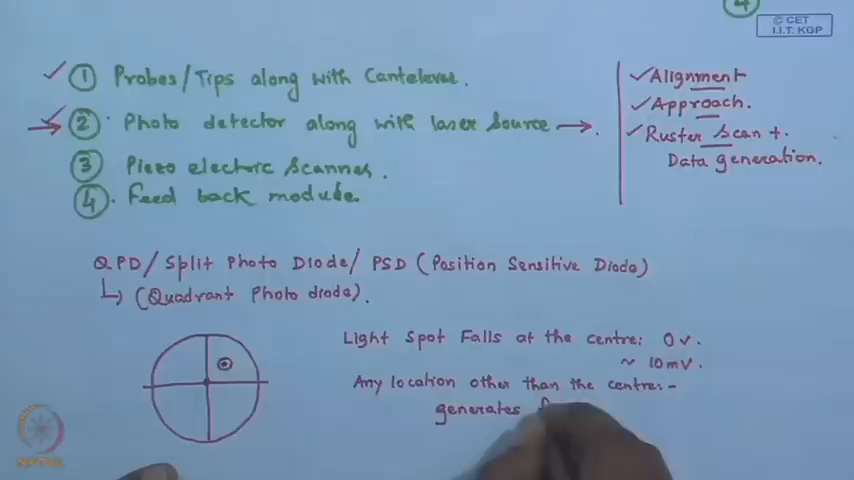 4
© CET
I.I.T. KGP
① Probes/Tips along with Cantelever.
② Photo detector along with laser source →
③ Piezo electric scanner.
④ Feed back module.
✓Alignment
✓Approach.
✓Ruster Scan +
Data generation.
QPD/Split Photo Diode/ PSD (Position Sensitive Diode)
↳ (Quadrant Photo diode).
Light Spot Falls at the centre: 0 v.
~ 10mV.
Any location other than the centre:-
generates
NPTEL